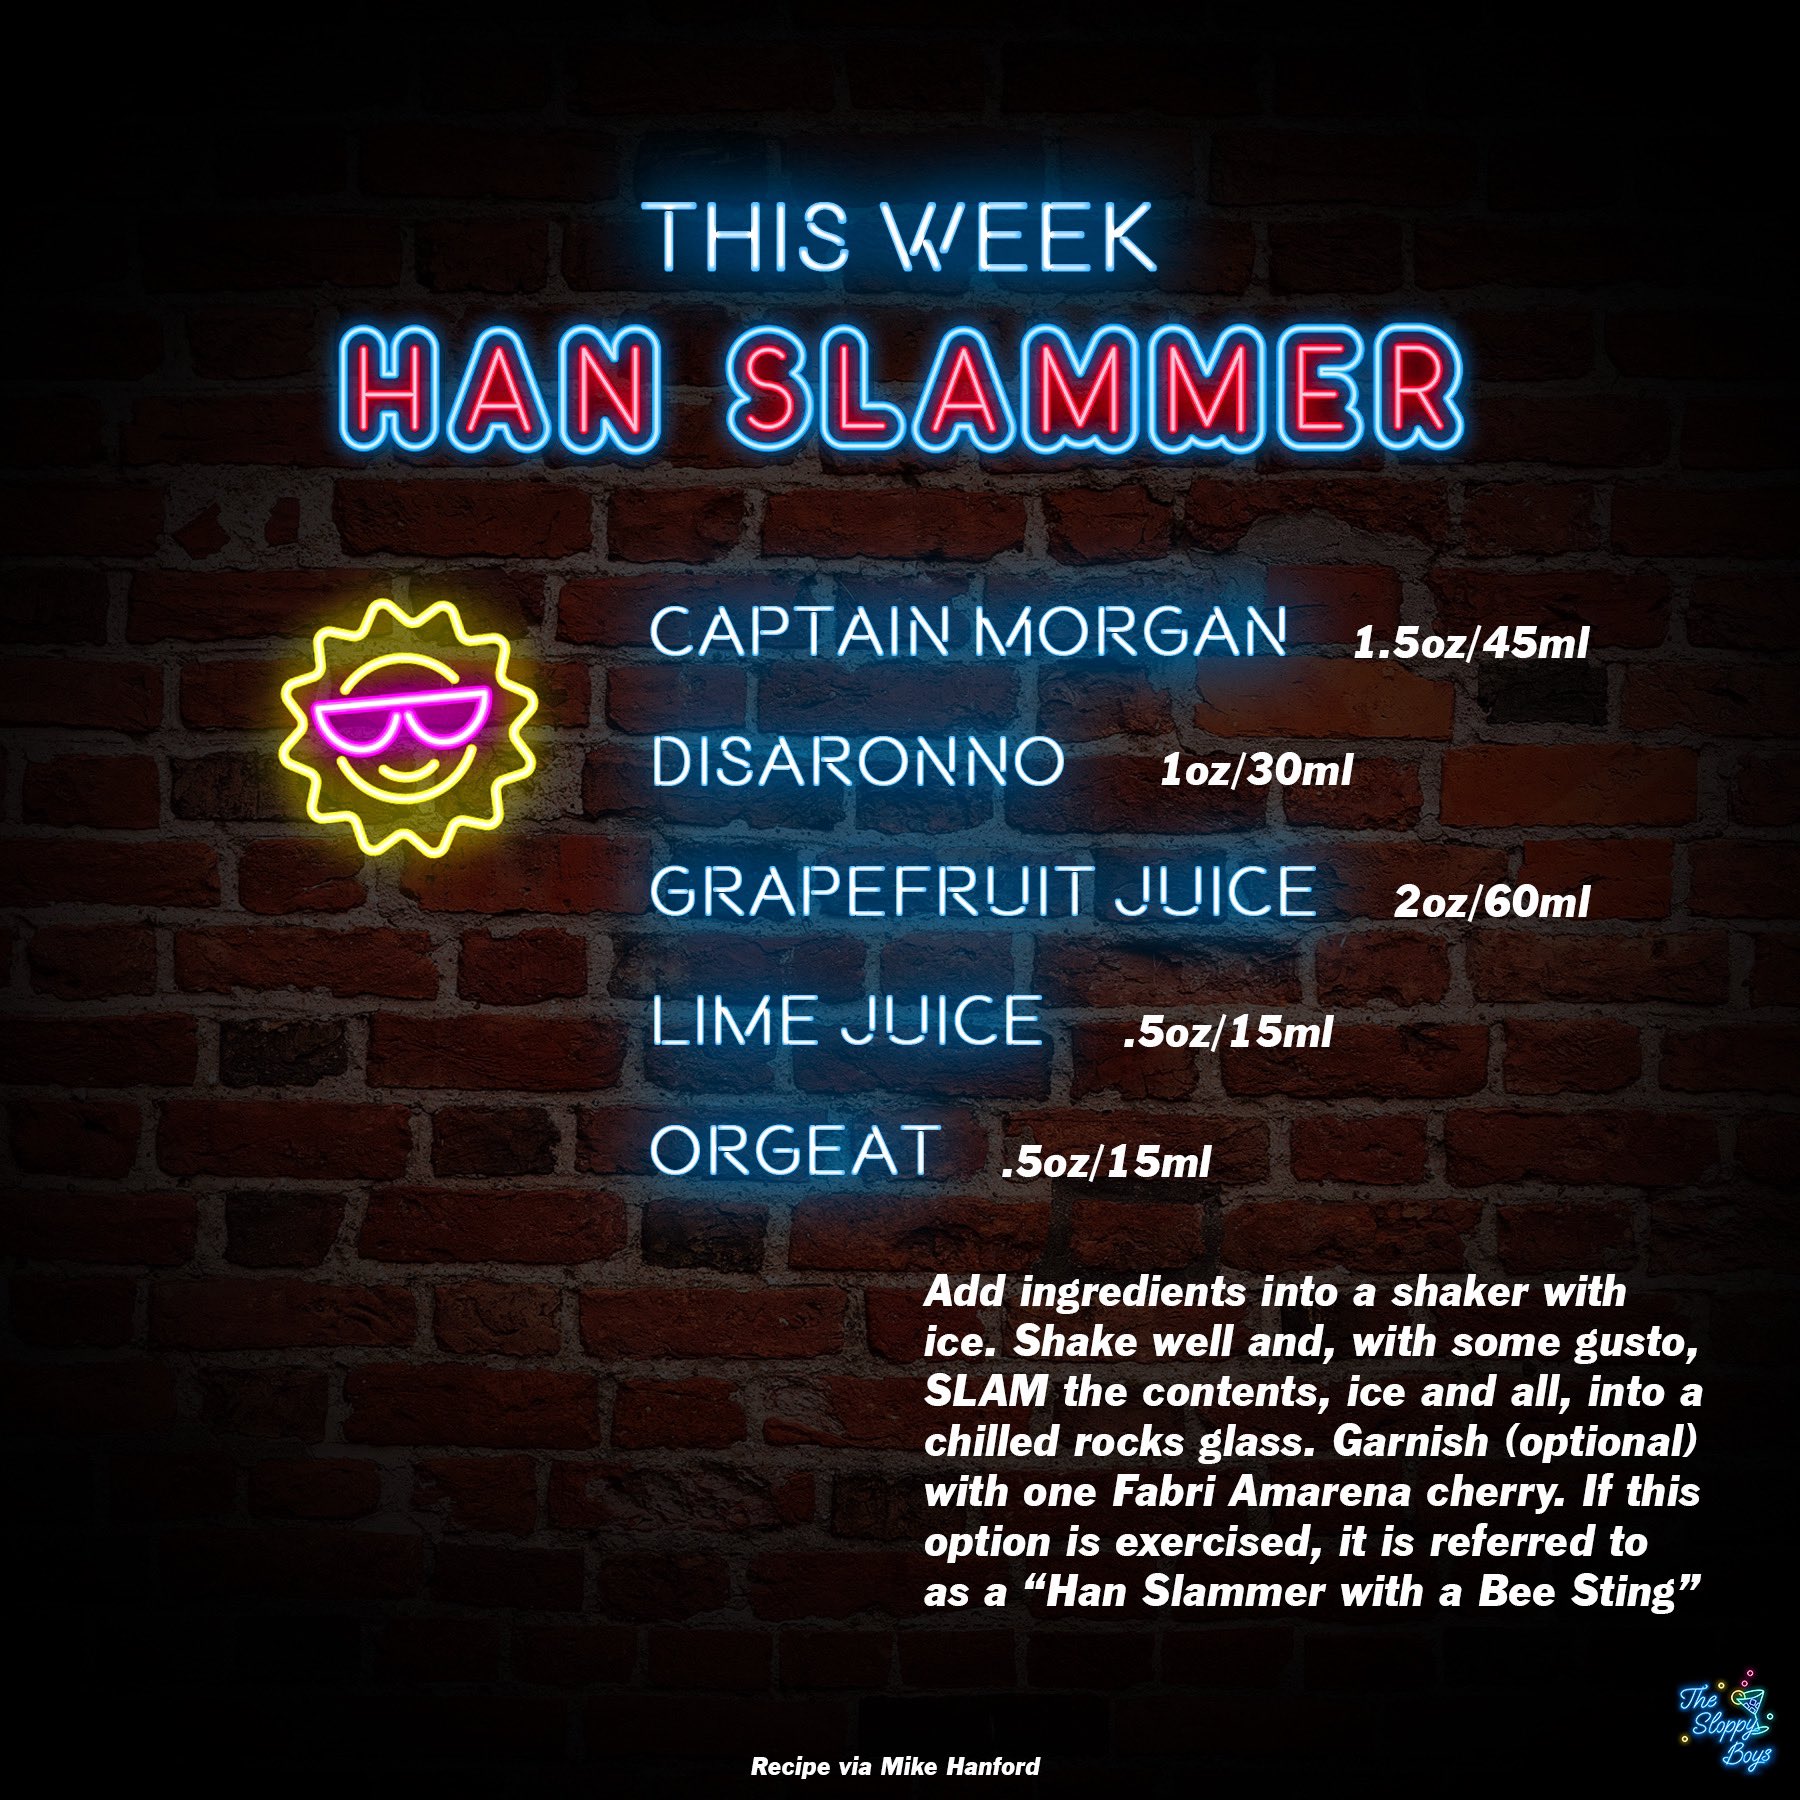 THIS WEEK
HAN SLAMMER
CAPTAIN MORGAN 1.5oz/45ml
DISARONNO 1oz/30ml
GRAPEFRUIT JUICE 2oz/60ml
LIME JUICE .5oz/15ml
ORGEAT .5oz/15ml
Add ingredients into a shaker with
ice. Shake well and, with some gusto,
SLAM the contents, ice and all, into a
chilled rocks glass. Garnish (optional)
with one Fabri Amarena cherry. If this
option is exercised, it is referred to
as a “Han Slammer with a Bee Sting”
The
Sloppy
Boys
Recipe via Mike Hanford